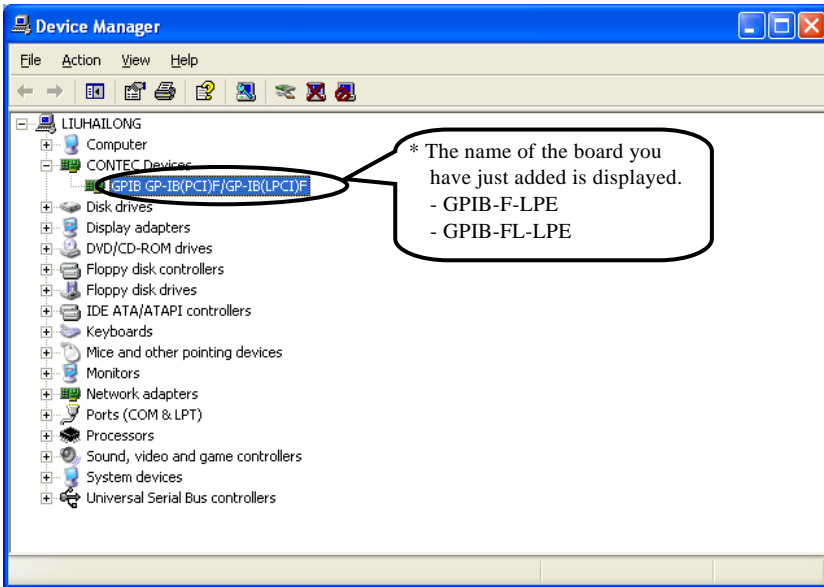 Device Manager
File Action View Help
LIUHAILONG
Computer
CONTEC Devices
GPIB GP-IB(PCI)F/GP-IB(LPCI)F
Disk drives
Display adapters
DVD/CD-ROM drives
Floppy disk controllers
Floppy disk drives
IDE ATA/ATAPI controllers
Keyboards
Mice and other pointing devices
Monitors
Network adapters
Ports (COM & LPT)
Processors
Sound, video and game controllers
System devices
Universal Serial Bus controllers
* The name of the board you
have just added is displayed.
- GPIB-F-LPE
- GPIB-FL-LPE